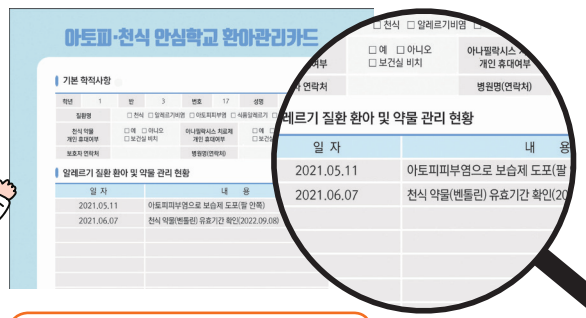 아토피·천식 안심학교 환아관리카드
기본 학적사항
학년 1 반 3 번호 17 성명
질환명 □ 천식 □ 알레르기비염 □ 아토피피부염 □ 식품알레르기 □
천식 약물 개인 휴대여부 □ 예 □ 아니오 □ 보건실 비치 아나필락시스 치료제 개인 휴대여부 □ 예 □ □ 보건
보호자 연락처 병원명(연락처)
알레르기 질환 환아 및 약물 관리 현황
일 자 내 용
2021.05.11 아토피피부염으로 보습제 도포(팔 안쪽)
2021.06.07 천식 약물(벤톨린) 유효기간 확인(2022.09.08)
□ 천식 □ 알레르기비염
여부 □ 예 □ 아니오 □ 보건실 비치 아나필락시스 개인 휴대여부
자 연락처 병원명(연락처)
레르기 질환 환아 및 약물 관리 현황
일 자 내 용
2021.05.11 아토피피부염으로 보습제 도포(팔
2021.06.07 천식 약물(벤톨린) 유효기간 확인(20